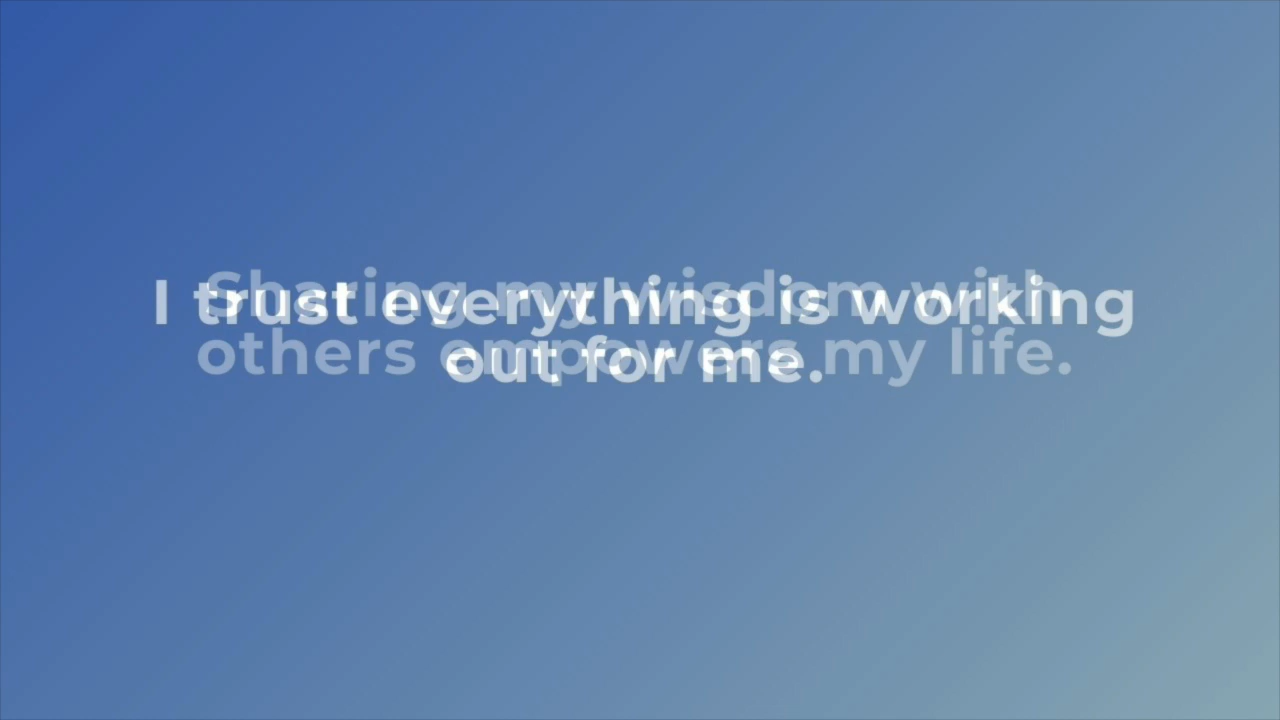 I trust everything is working
out for me.
Sharing my wisdom with
others empowers my life.